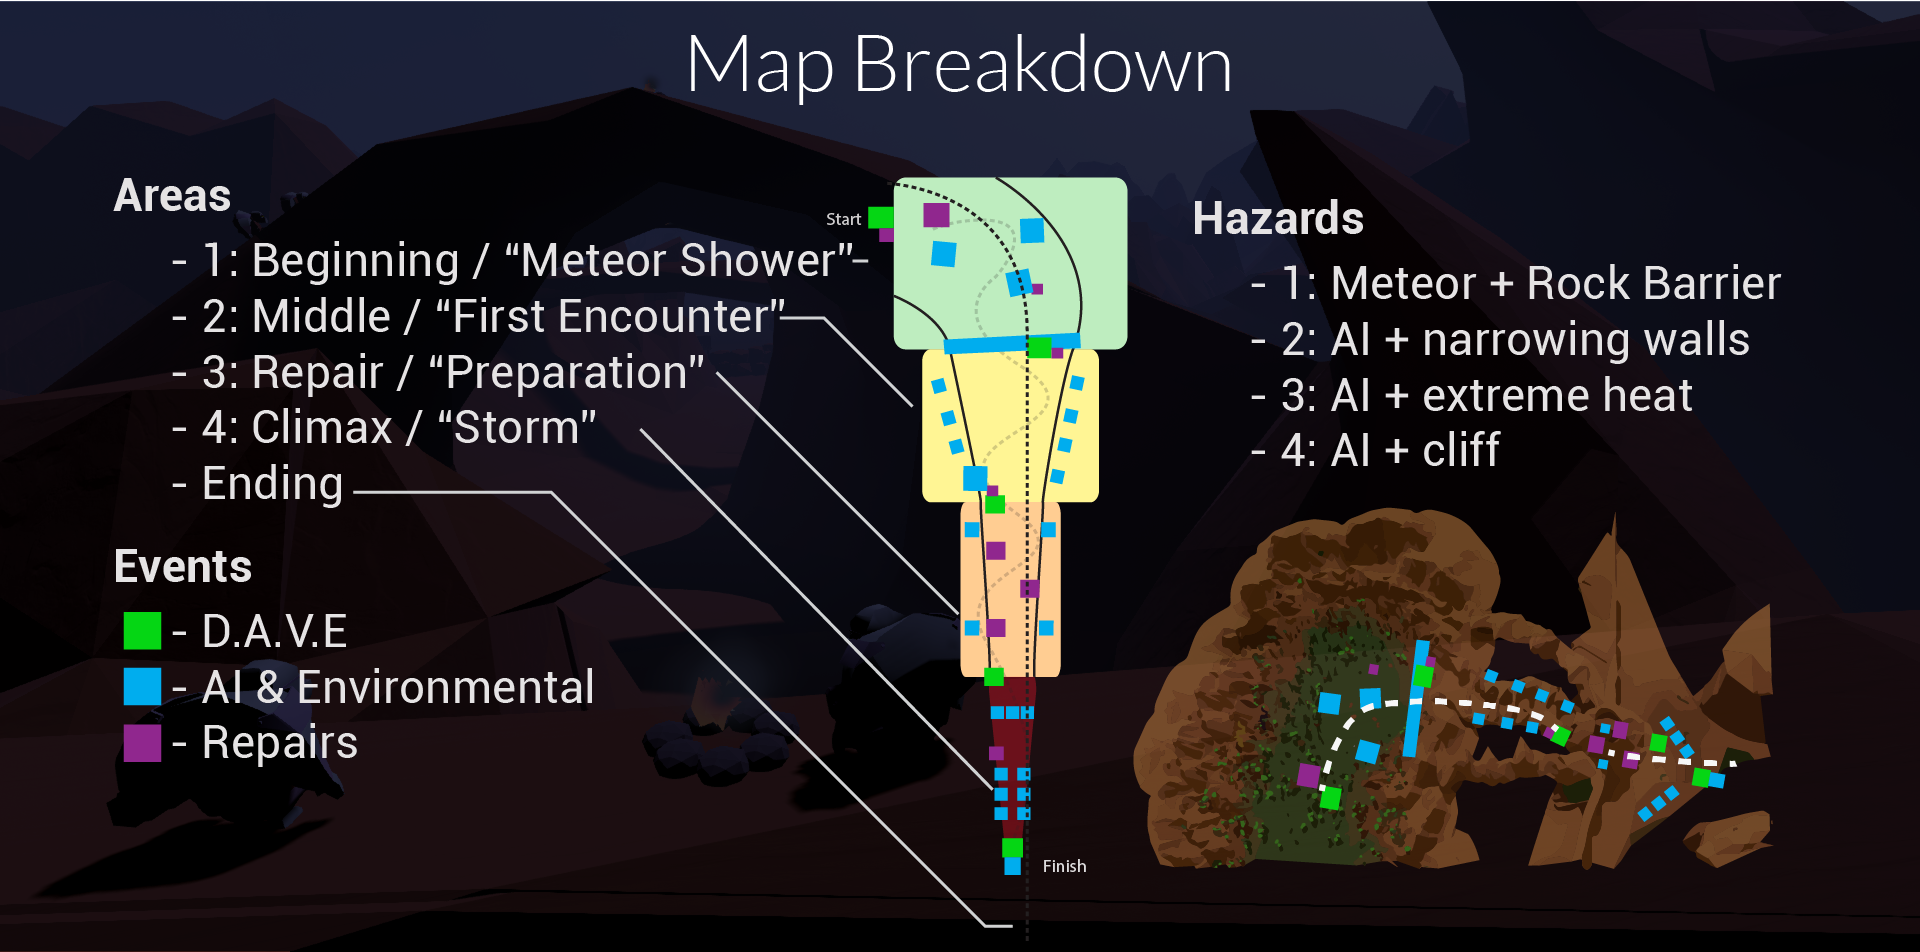 Map Breakdown
Areas
- 1: Beginning / “Meteor Shower”
- 2: Middle / “First Encounter”
- 3: Repair / “Preparation”
- 4: Climax / “Storm”
- Ending
Events
- D.A.V.E
- AI & Environmental
- Repairs
Start
Finish
Hazards
- 1: Meteor + Rock Barrier
- 2: AI + narrowing walls
- 3: AI + extreme heat
- 4: AI + cliff